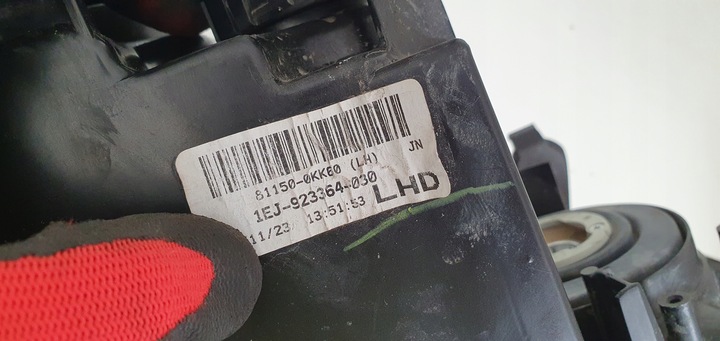 JN
81150-0KK60 (LH)
1EJ-923364-030
LHD
11/23 13:51:53